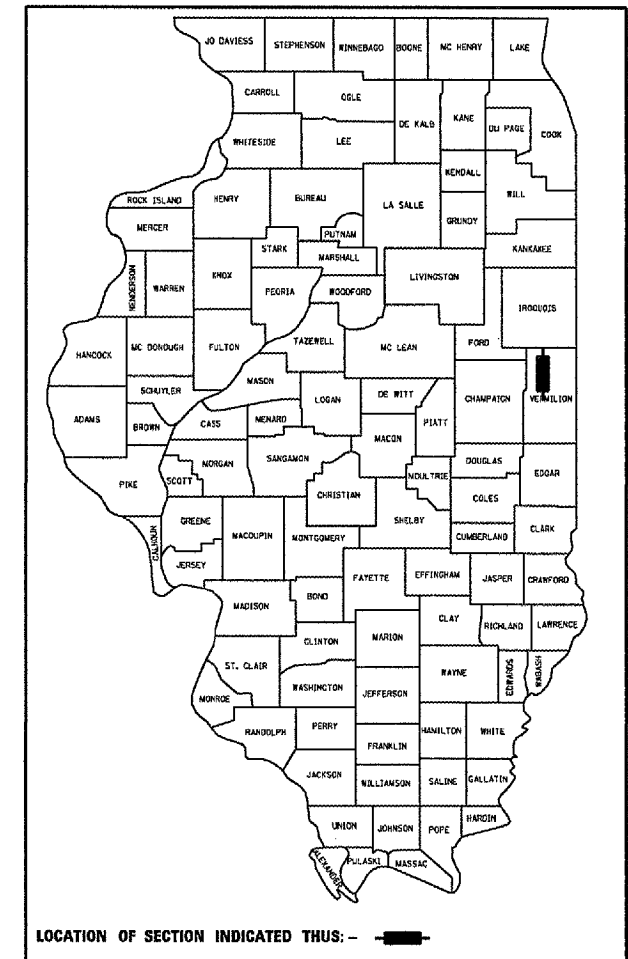 JO DAVIESS STEPHENSON WINNEBAGO BOONE MC HENRY LAKE
CARROLL OGLE DE KALB KANE DU PAGE COOK
WHITESIDE LEE KENDALL WILL
ROCK ISLAND HENRY BUREAU LA SALLE GRUNDY
MERCER PUTNAM KANKAKEE
HENDERSON WARREN KNOX STARK MARSHALL LIVINGSTON
PEORIA WOODFORD IROQUOIS
HANCOCK MC DONOUGH FULTON TAZEWELL MC LEAN FORD
SCHUYLER MASON LOGAN DE WITT CHAMPAIGN VERMILION
ADAMS BROWN CASS MENARD MACON PIATT
PIKE SCOTT MORGAN SANGAMON MOULTRIE DOUGLAS EDGAR
CHRISTIAN COLES
CALHOUN GREENE MACOUPIN MONTGOMERY SHELBY CUMBERLAND CLARK
JERSEY FAYETTE EFFINGHAM JASPER CRAWFORD
MADISON BOND
CLAY RICHLAND LAWRENCE
CLINTON MARION
ST. CLAIR WAYNE EDWARDS WABASH
WASHINGTON JEFFERSON
MONROE
RANDOLPH PERRY HAMILTON WHITE
FRANKLIN
JACKSON WILLIAMSON SALINE GALLATIN
UNION JOHNSON POPE HARDIN
ALEXANDER PULASKI MASSAC
LOCATION OF SECTION INDICATED THUS: –